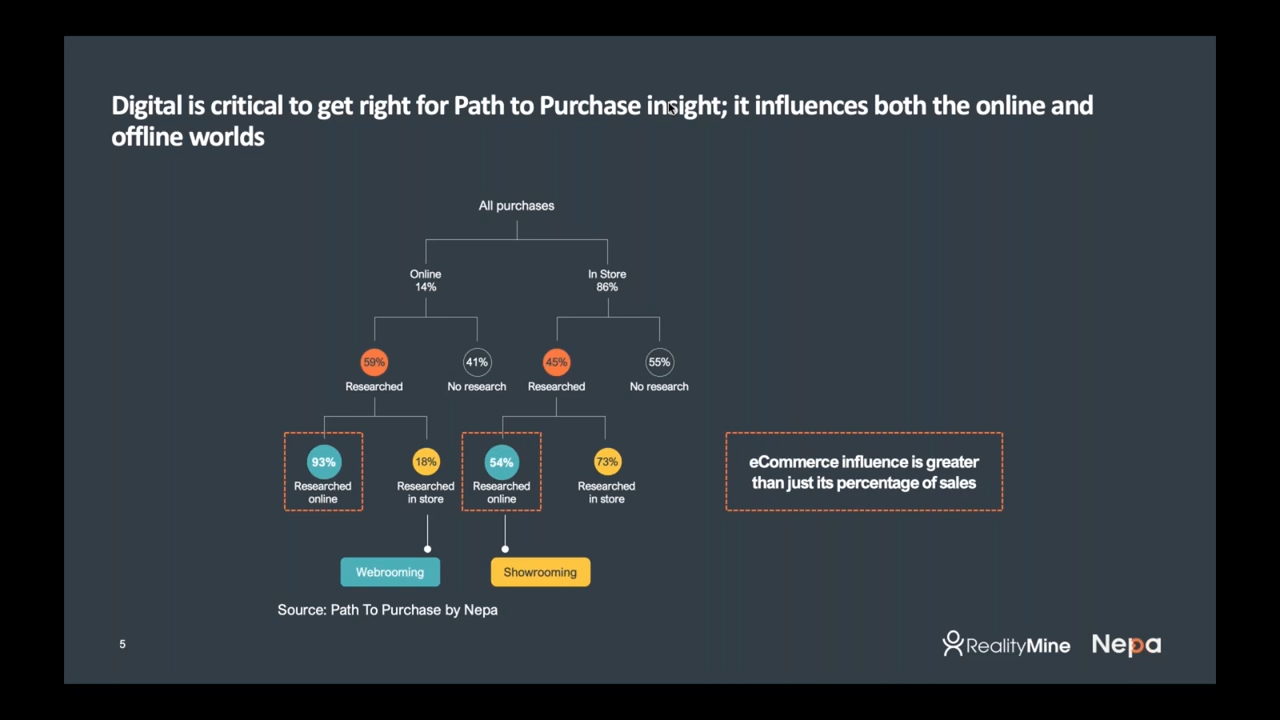 Digital is critical to get right for Path to Purchase insight; it influences both the online and
offline worlds
All purchases
Online
14%
In Store
86%
59%
Researched
41%
No research
45%
Researched
55%
No research
93%
Researched
online
18%
Researched
in store
54%
Researched
online
73%
Researched
in store
eCommerce influence is greater
than just its percentage of sales
Webrooming
Showrooming
Source: Path To Purchase by Nepa
5
RealityMine
Nepa